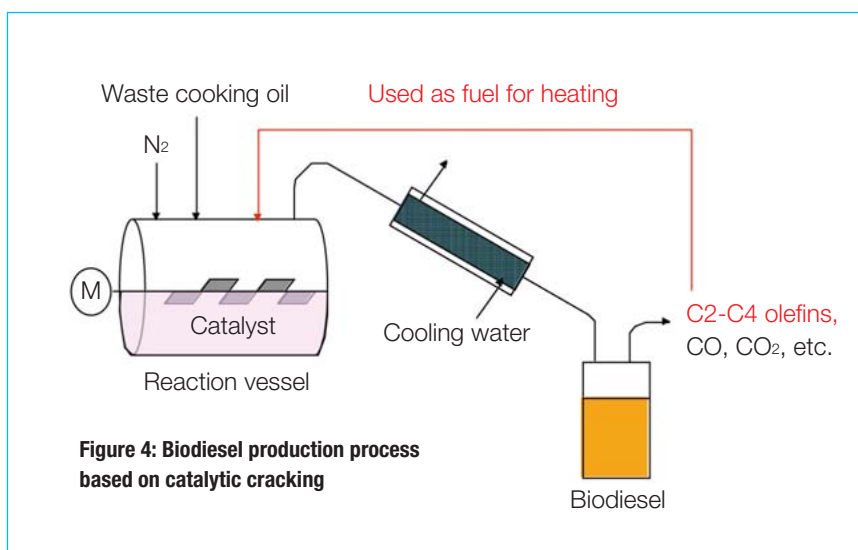 Waste cooking oil
Used as fuel for heating
N2
M
Catalyst
Cooling water
C2-C4 olefins,
CO, CO2, etc.
Reaction vessel
Figure 4: Biodiesel production process
based on catalytic cracking
Biodiesel